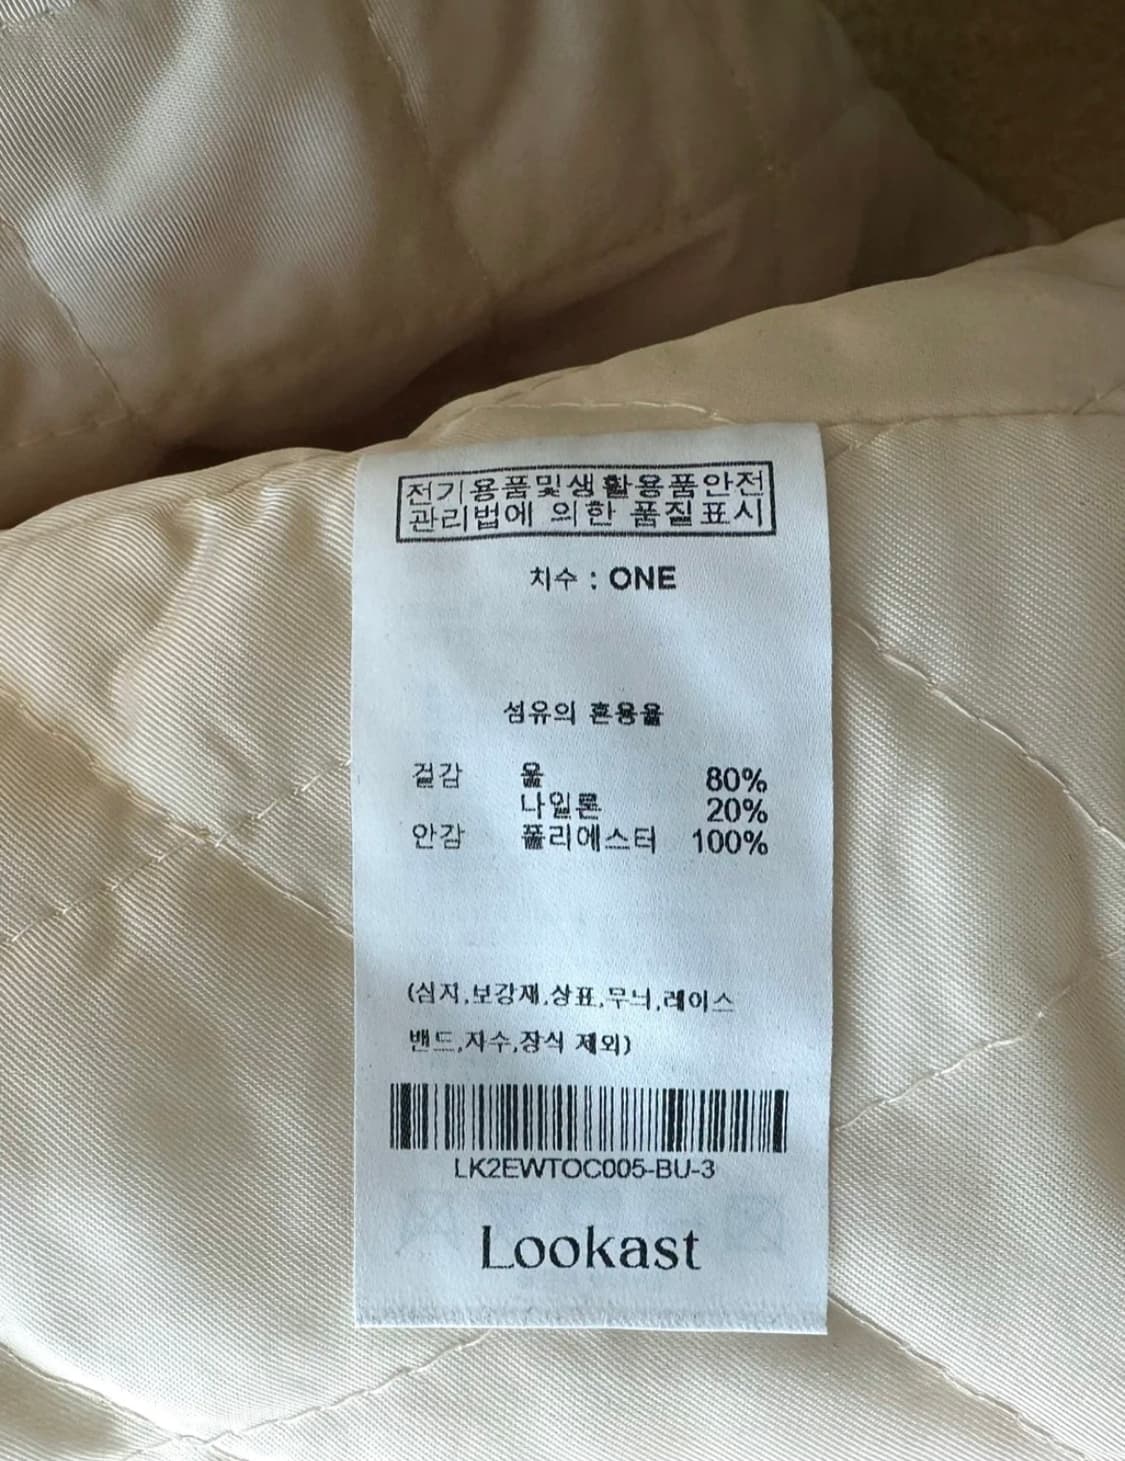 전기용품및생활용품안전
관리법에 의한 품질표시
치수 : ONE
섬유의 혼용율
겉감 울 80%
나일론 20%
안감 폴리에스터 100%
(심지,보강재,상표,무늬,레이스
밴드,자수,장식 제외)
LK2EWTOC005-BU-3
Lookast